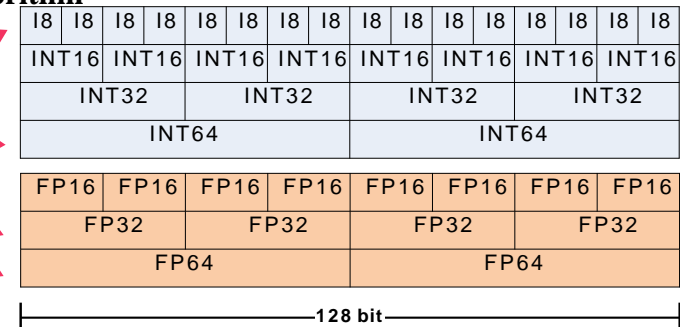 I8 I8 I8 I8 I8 I8 I8 I8 I8 I8 I8 I8 I8 I8 I8 I8
INT16 INT16 INT16 INT16 INT16 INT16 INT16 INT16
INT32 INT32 INT32 INT32
INT64 INT64
FP16 FP16 FP16 FP16 FP16 FP16 FP16 FP16
FP32 FP32 FP32 FP32
FP64 FP64
128 bit